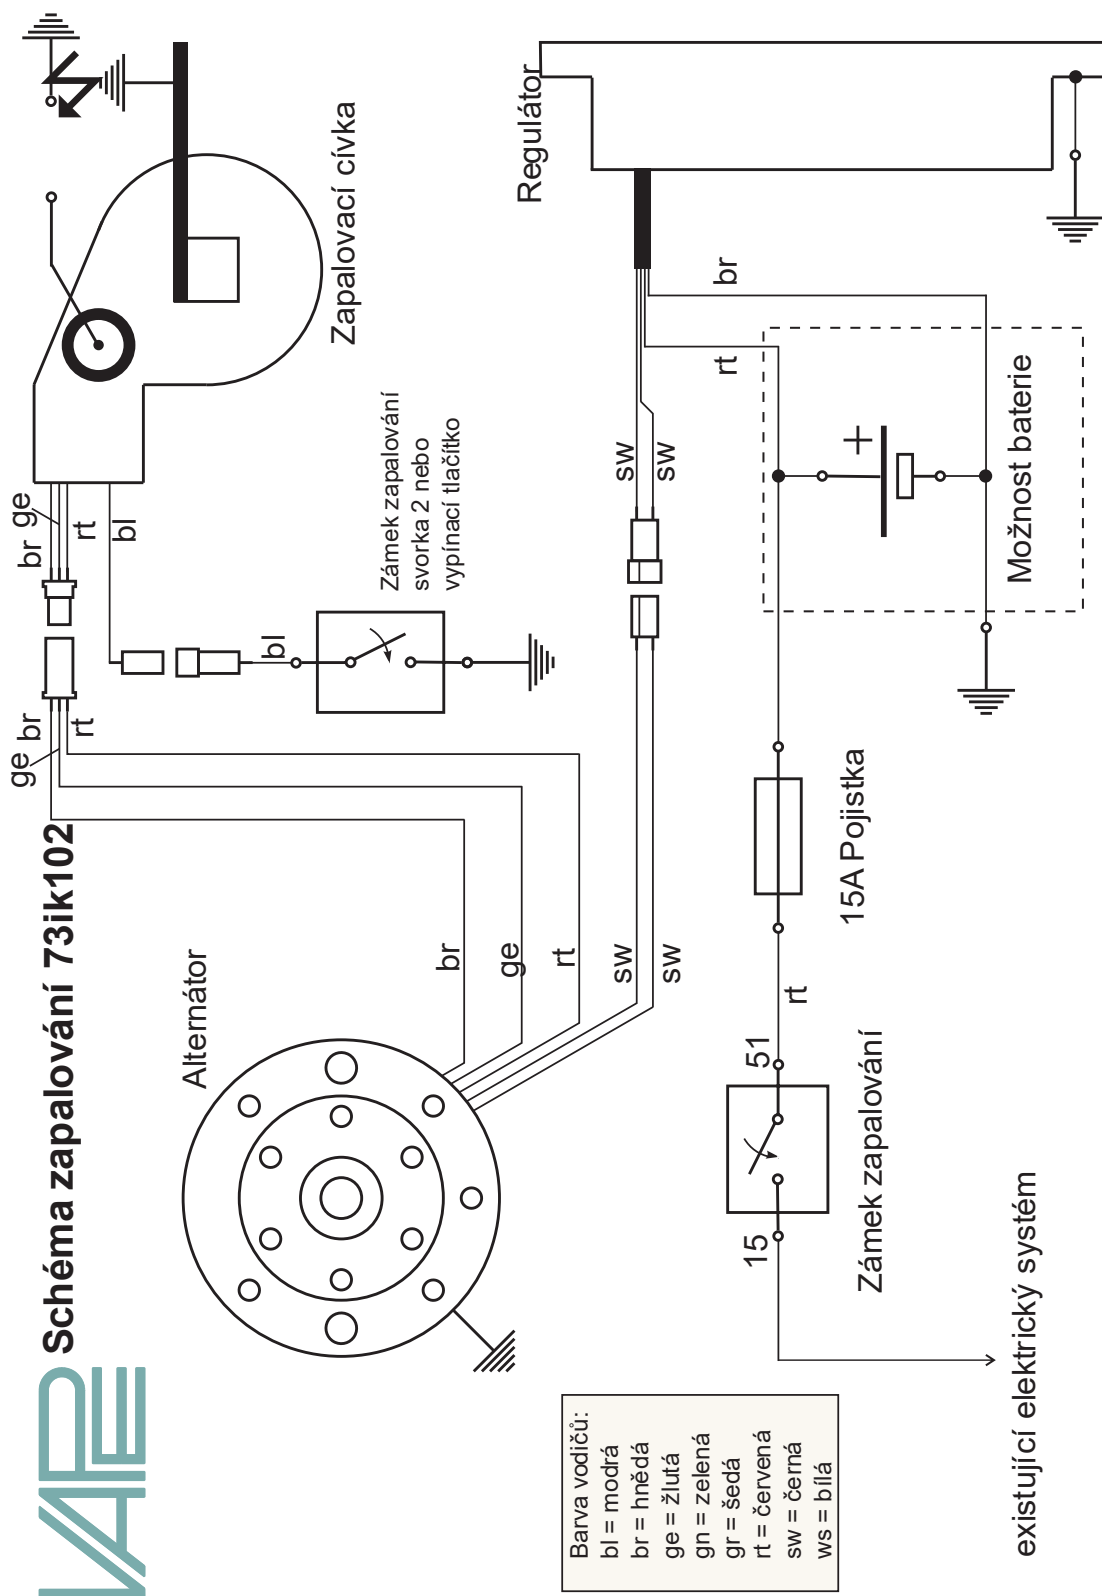 VAPE
Schéma zapalování 73ik102
Alternátor
br
ge
rt
sw
sw
ge
br
rt
br
ge
rt
bl
bl
Zapalovací cívka
Zámek zapalování
svorka 2 nebo
vypínací tlačítko
Regulátor
sw
sw
rt
br
+
Možnost baterie
15A Pojistka
rt
51
15
Zámek zapalování
existující elektrický systém
Barva vodičů:
bl = modrá
br = hnědá
ge = žlutá
gn = zelená
gr = šedá
rt = červená
sw = černá
ws = bílá